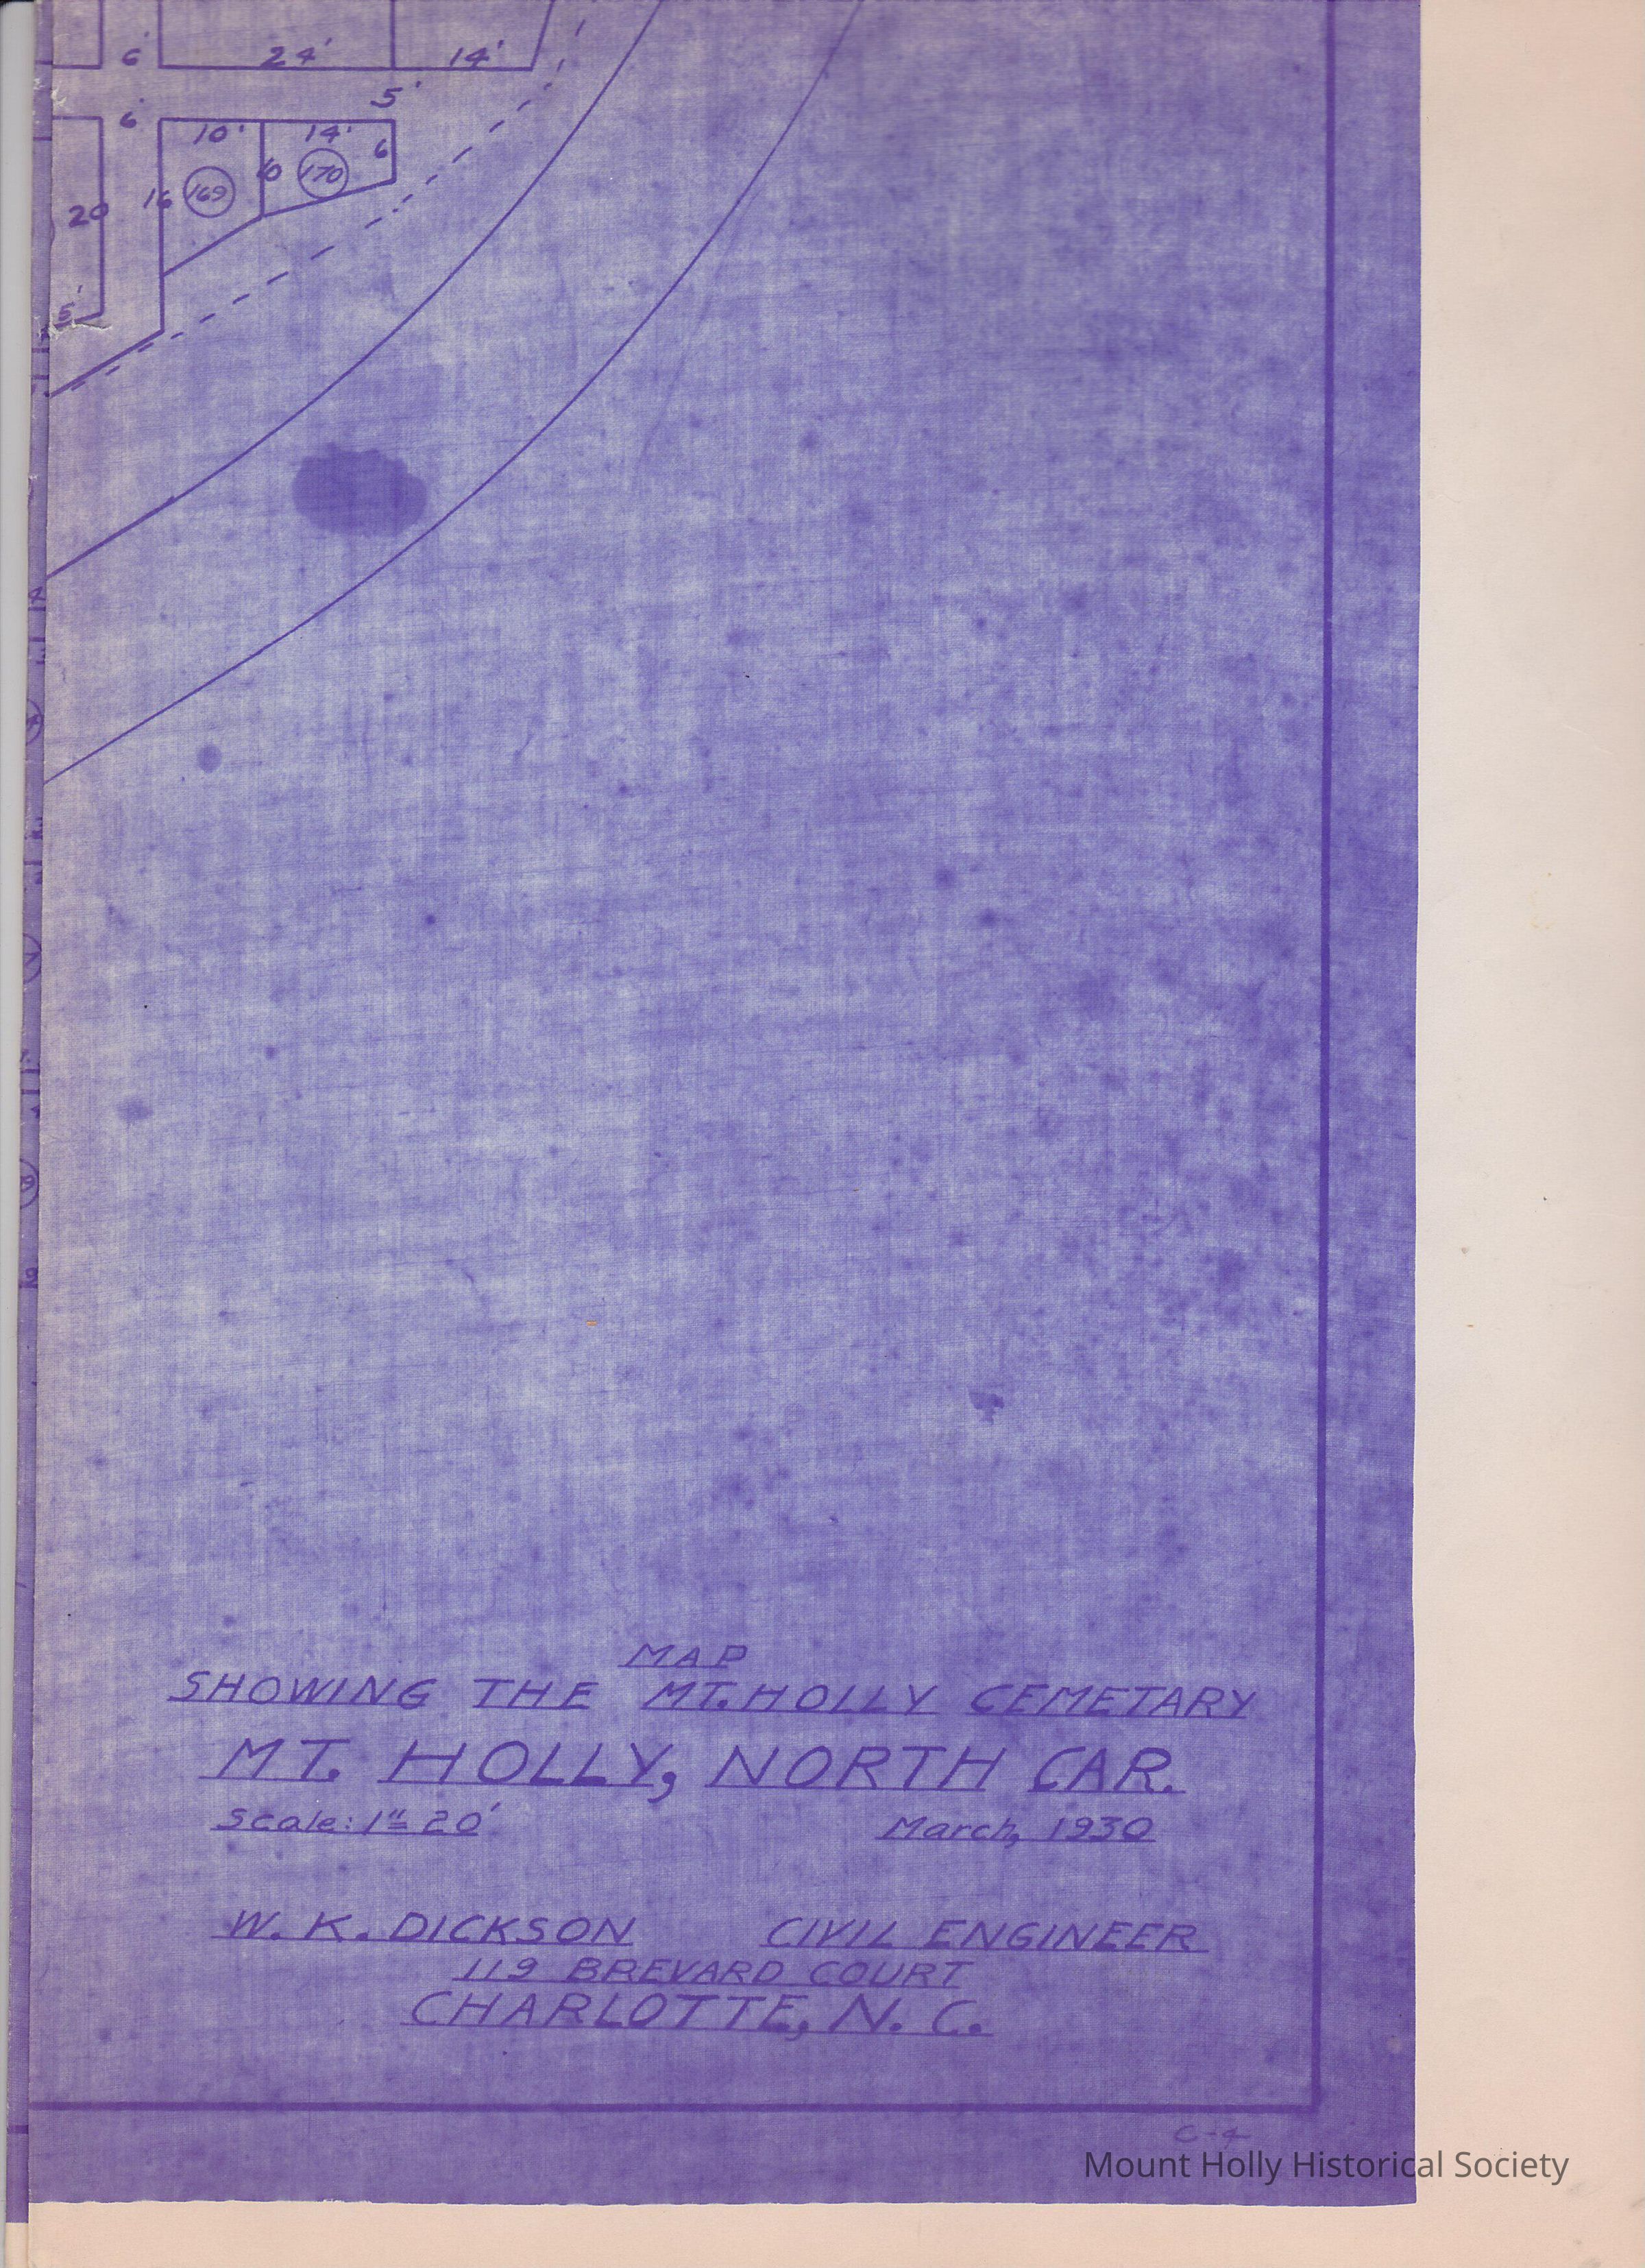 6' 24' 14'
5'
6' 10' 14' 6
16 169 10 170
20
5'
MAP
SHOWING THE MT. HOLLY CEMETARY
MT. HOLLY, NORTH CAR.
Scale: 1" = 20' March, 1930
W. K. DICKSON CIVIL ENGINEER
119 BREVARD COURT
CHARLOTTE, N. C.
C-4
Mount Holly Historical Society